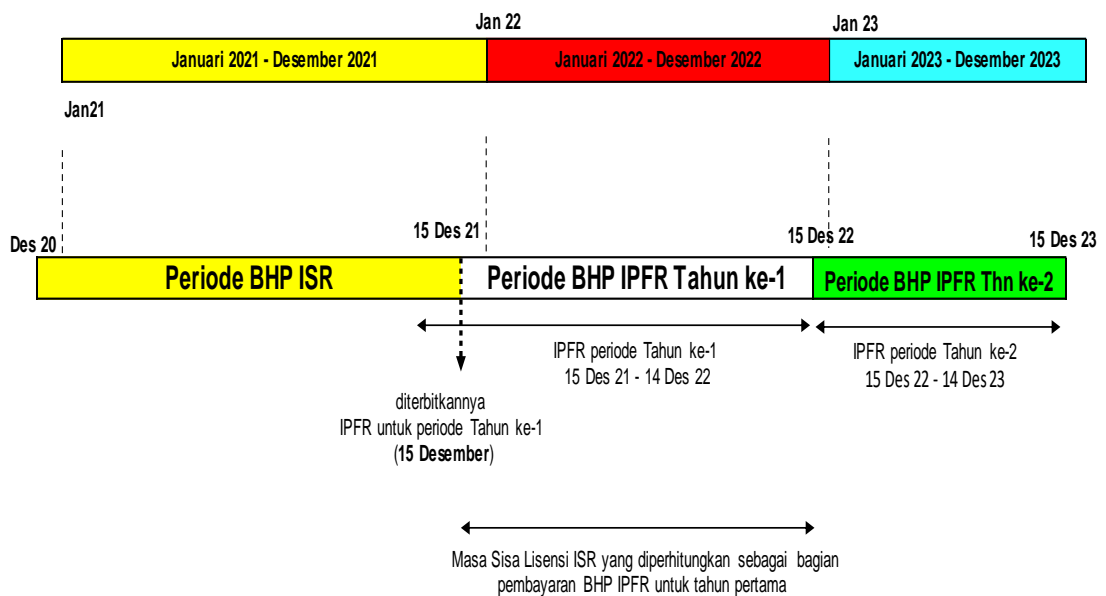 Jan 22
Jan 23
Januari 2021 - Desember 2021
Januari 2022 - Desember 2022
Januari 2023 - Desember 2023
Jan21
Des 20
15 Des 21
15 Des 22
15 Des 23
Periode BHP ISR
Periode BHP IPFR Tahun ke-1
Periode BHP IPFR Thn ke-2
IPFR periode Tahun ke-1
15 Des 21 - 14 Des 22
IPFR periode Tahun ke-2
15 Des 22 - 14 Des 23
diterbitkannya
IPFR untuk periode Tahun ke-1
(15 Desember)
Masa Sisa Lisensi ISR yang diperhitungkan sebagai bagian
pembayaran BHP IPFR untuk tahun pertama